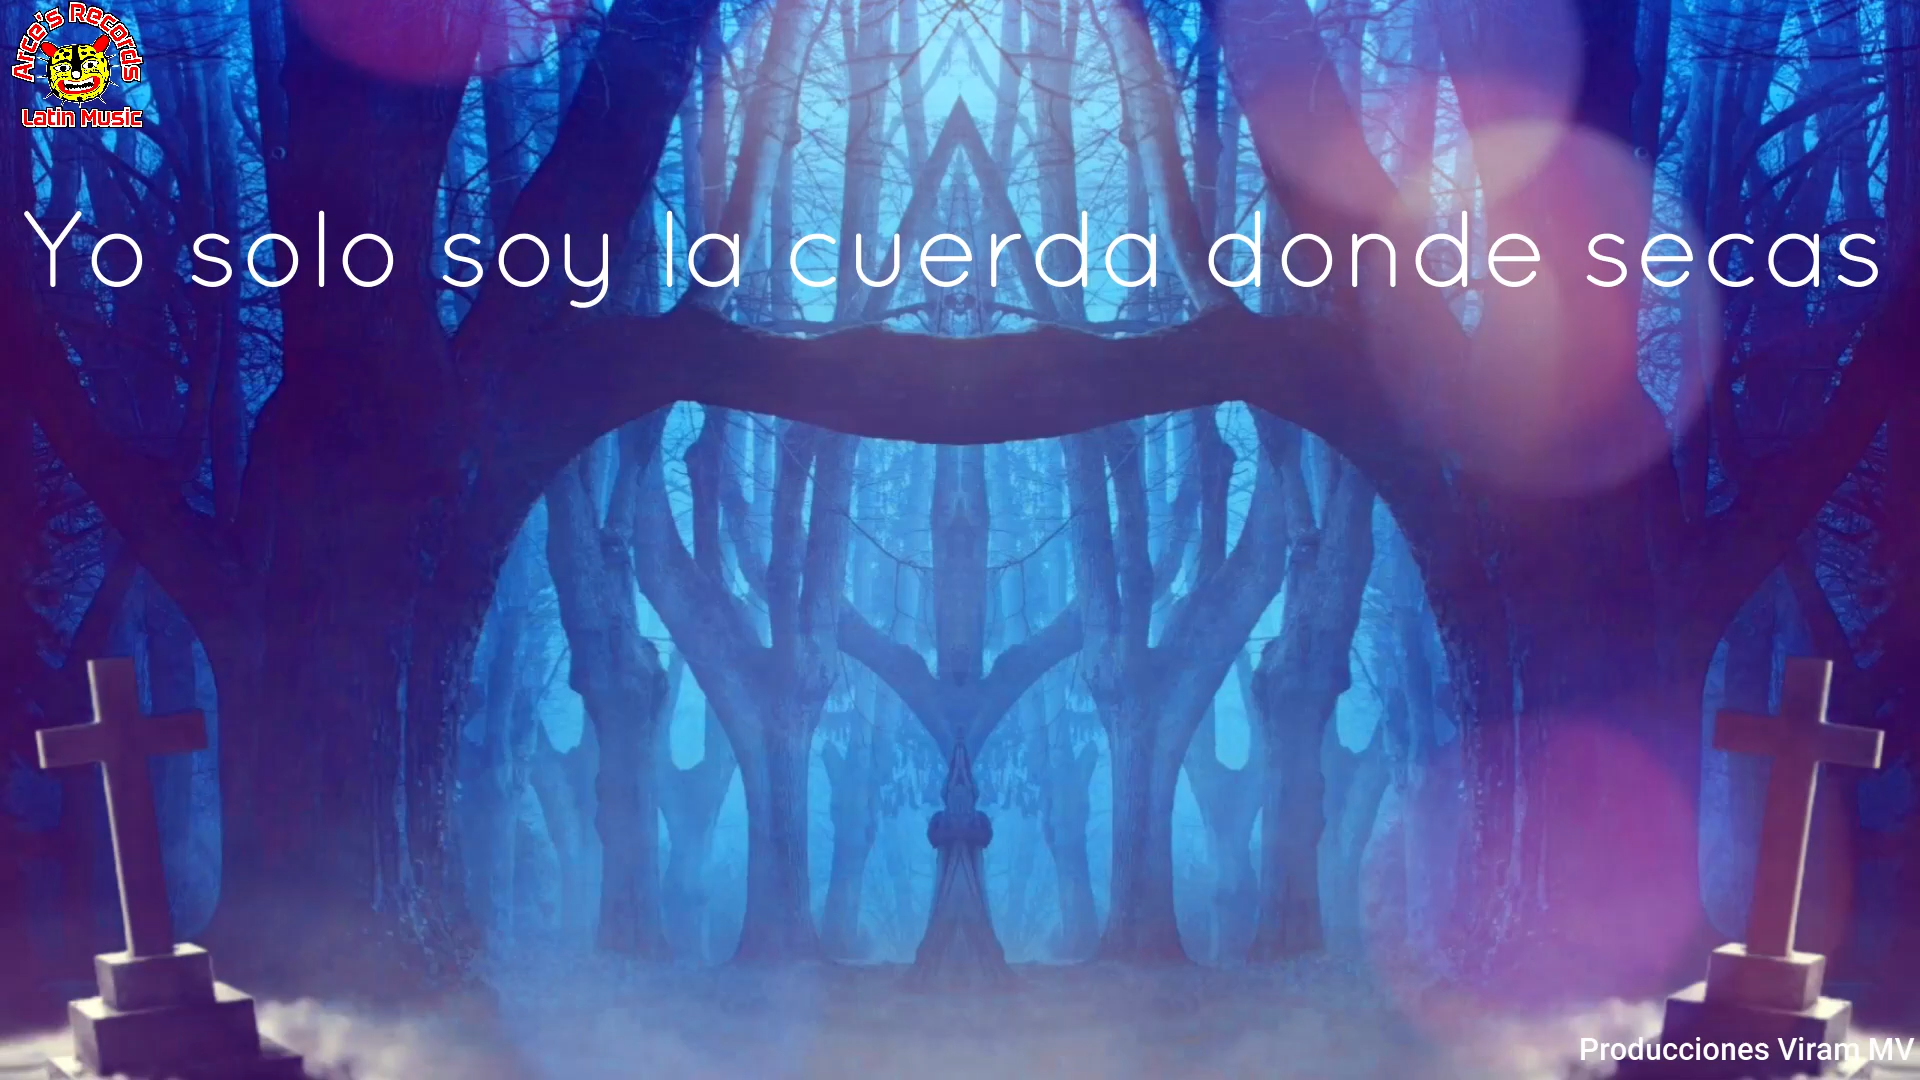 Arce's Records
Latin Music
Yo solo soy la cuerda donde secas
Producciones Viram MV